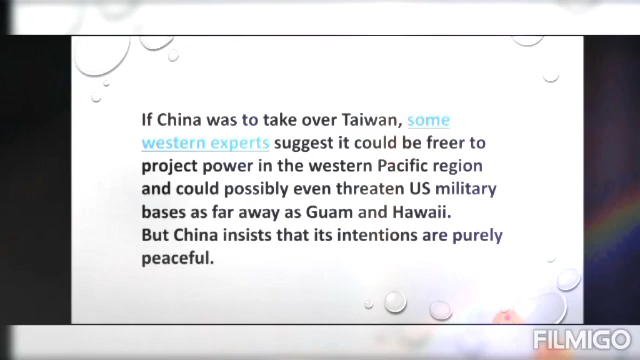 If China was to take over Taiwan, some
western experts suggest it could be freer to
project power in the western Pacific region
and could possibly even threaten US military
bases as far away as Guam and Hawaii.
But China insists that its intentions are purely
peaceful.
FILMIGO